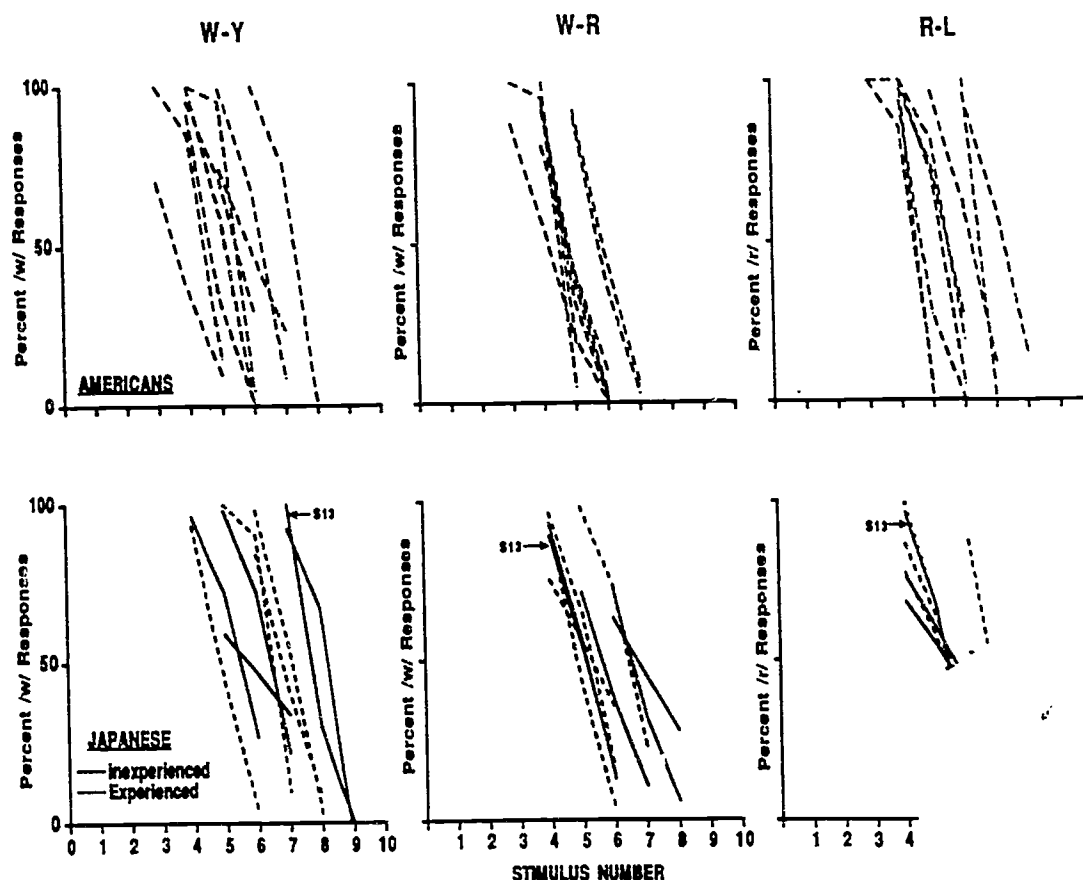 W-Y W-R R-L
Percent /w/ Responses
100
50
0
AMERICANS
Percent /w/ Responses
Percent /r/ Responses
Percent /w/ Responses
100
50
0
S13
JAPANESE
inexperienced
Experienced
0 1 2 3 4 5 6 7 8 9 10
Percent /w/ Responses
S13
1 2 3 4 5 6 7 8 9 10
Percent /r/ Responses
S13
1 2 3 4
STIMULUS NUMBER